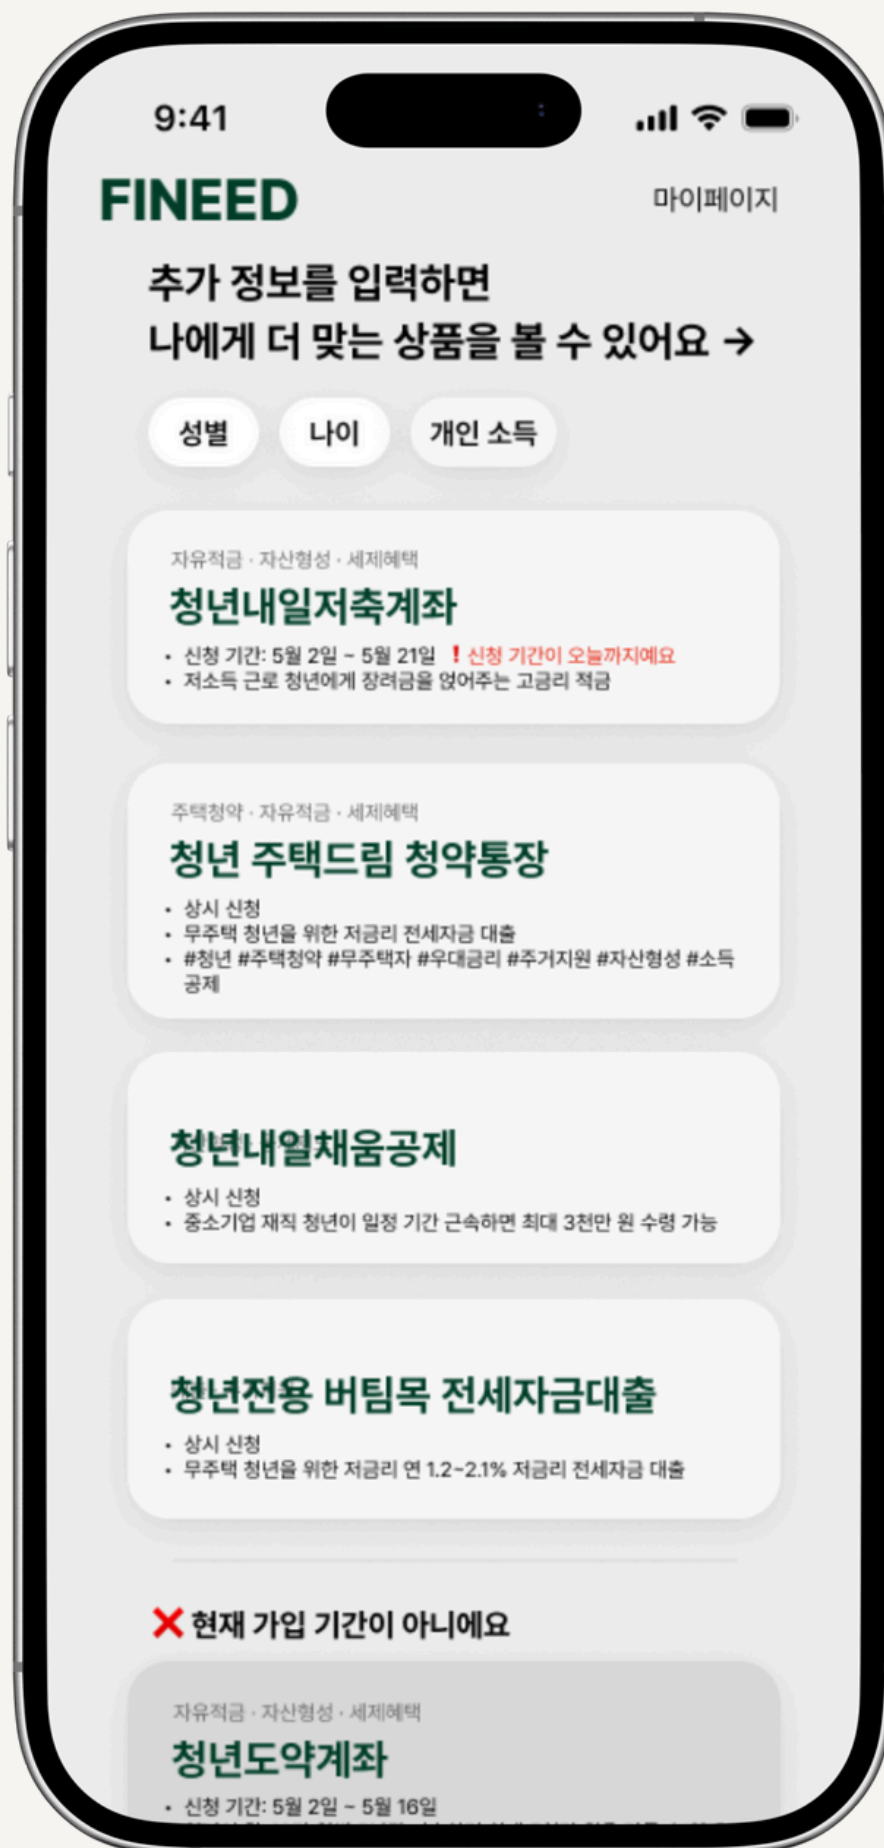 9:41
FINEED
마이페이지
추가 정보를 입력하면
나에게 더 맞는 상품을 볼 수 있어요 →
성별
나이
개인 소득
자유적금 · 자산형성 · 세제혜택
청년내일저축계좌
• 신청 기간: 5월 2일 ~ 5월 21일 ❗신청 기간이 오늘까지예요
• 저소득 근로 청년에게 장려금을 얹어주는 고금리 적금
주택청약 · 자유적금 · 세제혜택
청년 주택드림 청약통장
• 상시 신청
• 무주택 청년을 위한 저금리 전세자금 대출
• #청년 #주택청약 #무주택자 #우대금리 #주거지원 #자산형성 #소득
공제
청년내일채움공제
• 상시 신청
• 중소기업 재직 청년이 일정 기간 근속하면 최대 3천만 원 수령 가능
청년전용 버팀목 전세자금대출
• 상시 신청
• 무주택 청년을 위한 저금리 연 1.2~2.1% 저금리 전세자금 대출
❌ 현재 가입 기간이 아니에요
자유적금 · 자산형성 · 세제혜택
청년도약계좌
• 신청 기간: 5월 2일 ~ 5월 16일